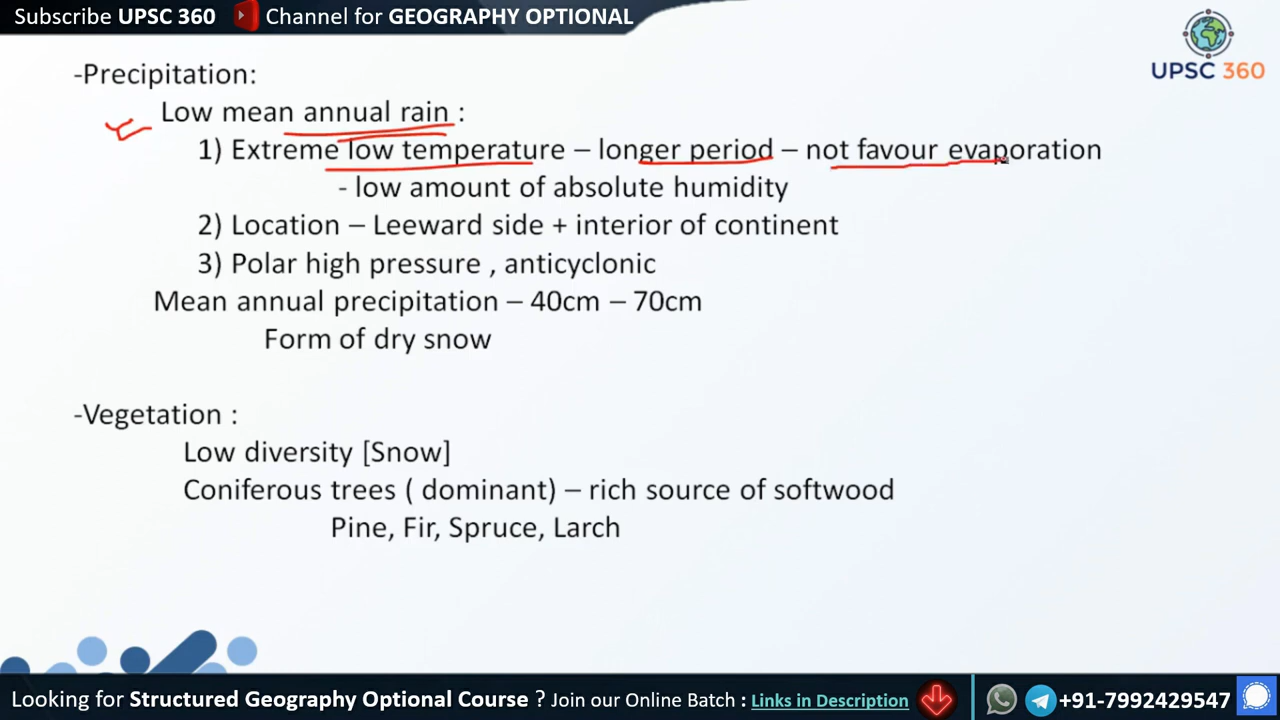 Subscribe UPSC 360 Channel for GEOGRAPHY OPTIONAL
UPSC 360
-Precipitation:
Low mean annual rain :
1) Extreme low temperature – longer period – not favour evaporation
- low amount of absolute humidity
2) Location – Leeward side + interior of continent
3) Polar high pressure , anticyclonic
Mean annual precipitation – 40cm – 70cm
Form of dry snow
-Vegetation :
Low diversity [Snow]
Coniferous trees ( dominant) – rich source of softwood
Pine, Fir, Spruce, Larch
Looking for Structured Geography Optional Course ? Join our Online Batch : Links in Description
+91-7992429547